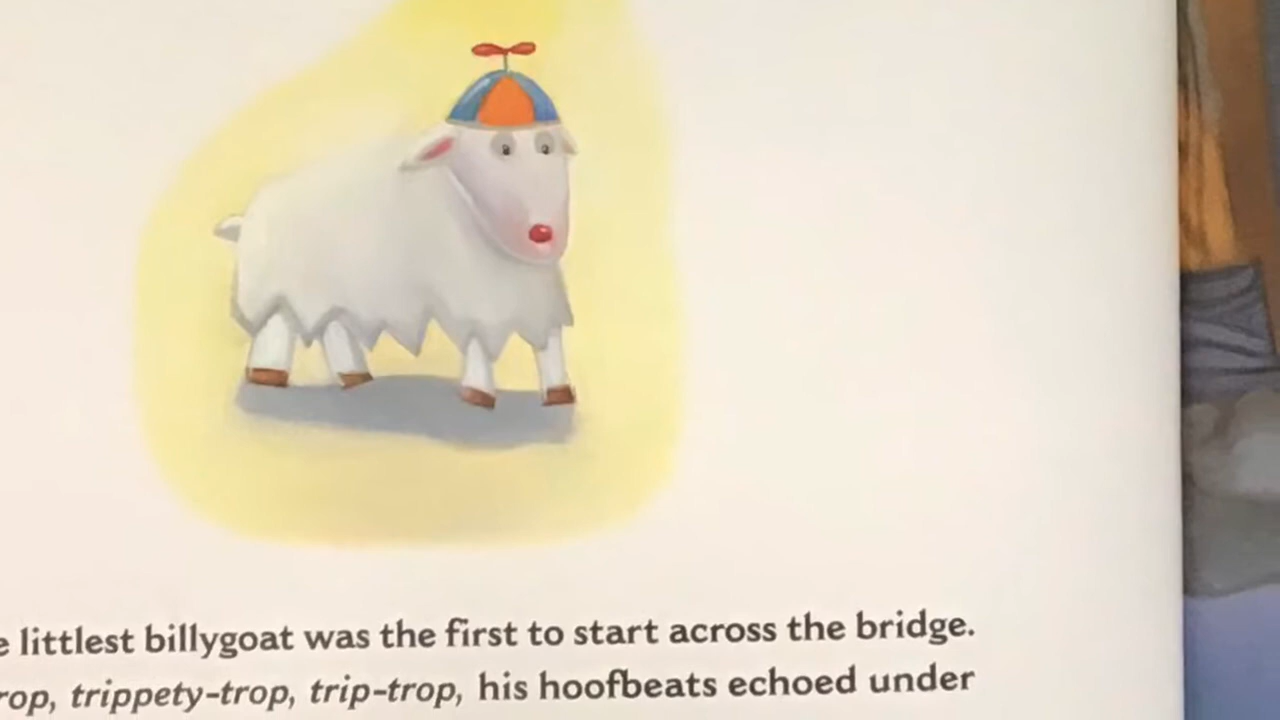 littlest billygoat was the first to start across the bridge.
trippety-trop, trip-trop, his hoofbeats echoed under